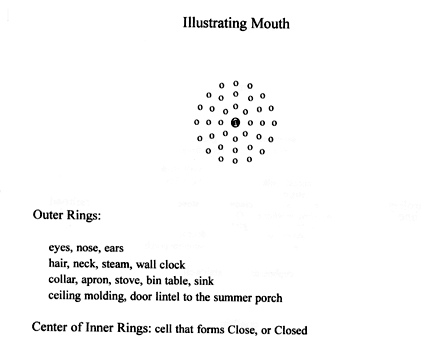 Illustrating Mouth
Outer Rings:
eyes, nose, ears
hair, neck, steam, wall clock
collar, apron, stove, bin table, sink
ceiling molding, door lintel to the summer porch
Center of Inner Rings: cell that forms Close, or Closed